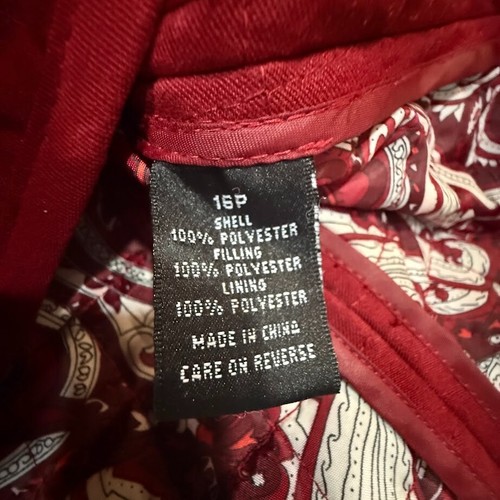 16P
SHELL
100% POLYESTER
FILLING
100% POLYESTER
LINING
100% POLYESTER
MADE IN CHINA
CARE ON REVERSE